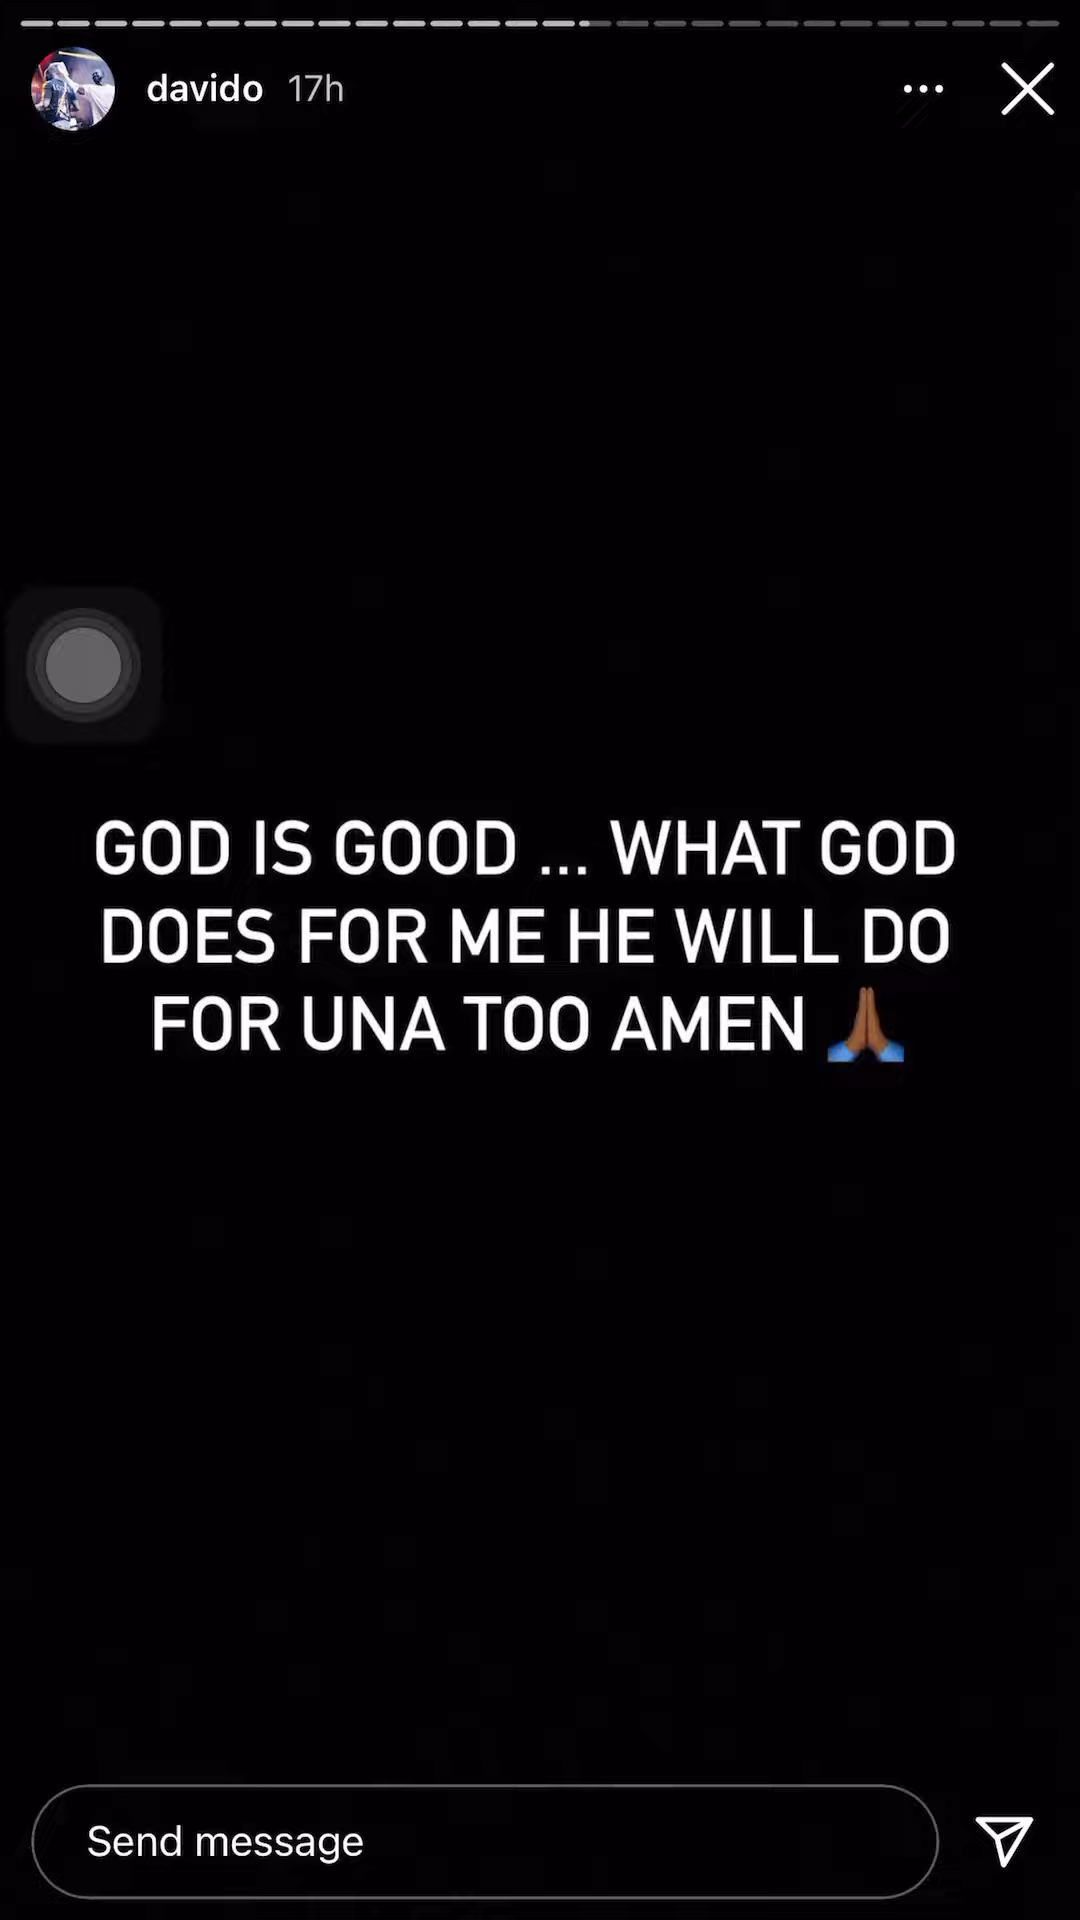 davido 17h
GOD IS GOOD ... WHAT GOD
DOES FOR ME HE WILL DO
FOR UNA TOO AMEN 🙏🏾
Send message